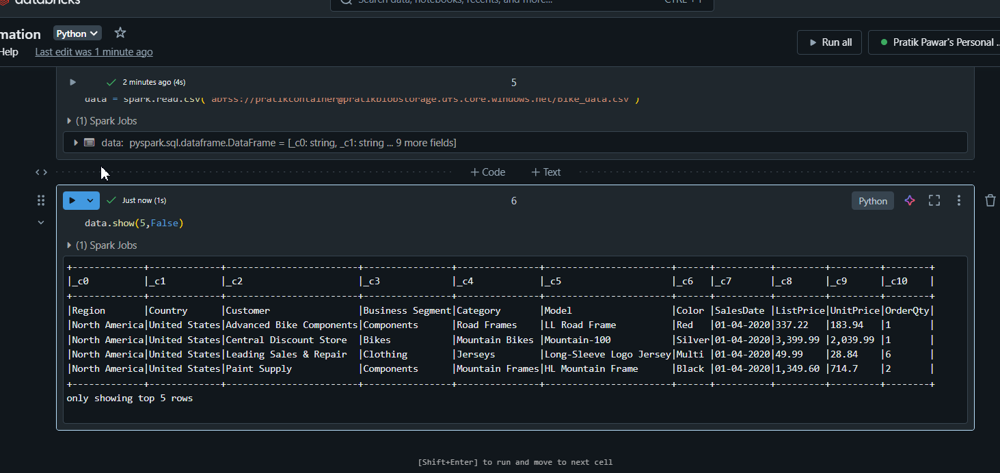 databricks
Search data, notebooks, recents, and more...
CTRL + P
mation
Python
Help
Last edit was 1 minute ago
Run all
Pratik Pawar's Personal ...
2 minutes ago (4s)
5
data = spark.read.csv("abfss://pratikcontainer@pratikblobstorage.dfs.core.windows.net/Bike_data.csv")
(1) Spark Jobs
data: pyspark.sql.dataframe.DataFrame = [_c0: string, _c1: string ... 9 more fields]
+ Code
+ Text
Just now (1s)
6
Python
data.show(5,False)
(1) Spark Jobs
+-------------+-------------+------------------------+----------------+---------------+-----------------------+------+----------+---------+---------+--------+
|_c0          |_c1          |_c2                     |_c3             |_c4            |_c5                    |_c6   |_c7       |_c8      |_c9      |_c10    |
+-------------+-------------+------------------------+----------------+---------------+-----------------------+------+----------+---------+---------+--------+
|Region       |Country      |Customer                |Business Segment|Category       |Model                  |Color |SalesDate |ListPrice|UnitPrice|OrderQty|
|North America|United States|Advanced Bike Components|Components      |Road Frames    |LL Road Frame          |Red   |01-04-2020|337.22   |183.94   |1       |
|North America|United States|Central Discount Store  |Bikes           |Mountain Bikes |Mountain-100           |Silver|01-04-2020|3,399.99 |2,039.99 |1       |
|North America|United States|Leading Sales & Repair  |Clothing        |Jerseys        |Long-Sleeve Logo Jersey|Multi |01-04-2020|49.99    |28.84    |6       |
|North America|United States|Paint Supply            |Components      |Mountain Frames|HL Mountain Frame      |Black |01-04-2020|1,349.60 |714.7    |2       |
+-------------+-------------+------------------------+----------------+---------------+-----------------------+------+----------+---------+---------+--------+
only showing top 5 rows
[Shift+Enter] to run and move to next cell